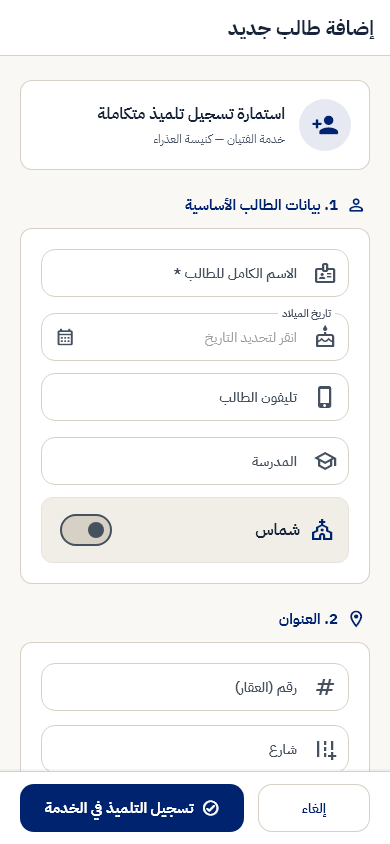 إضافة طالب جديد
استمارة تسجيل تلميذ متكاملة
خدمة الفتيان – كنيسة العذراء
1. بيانات الطالب الأساسية
الاسم الكامل للطالب *
تاريخ الميلاد
انقر لتحديد التاريخ
تليفون الطالب
المدرسة
شماس
2. العنوان
رقم (العقار)
شارع
تسجيل التلميذ في الخدمة
إلغاء